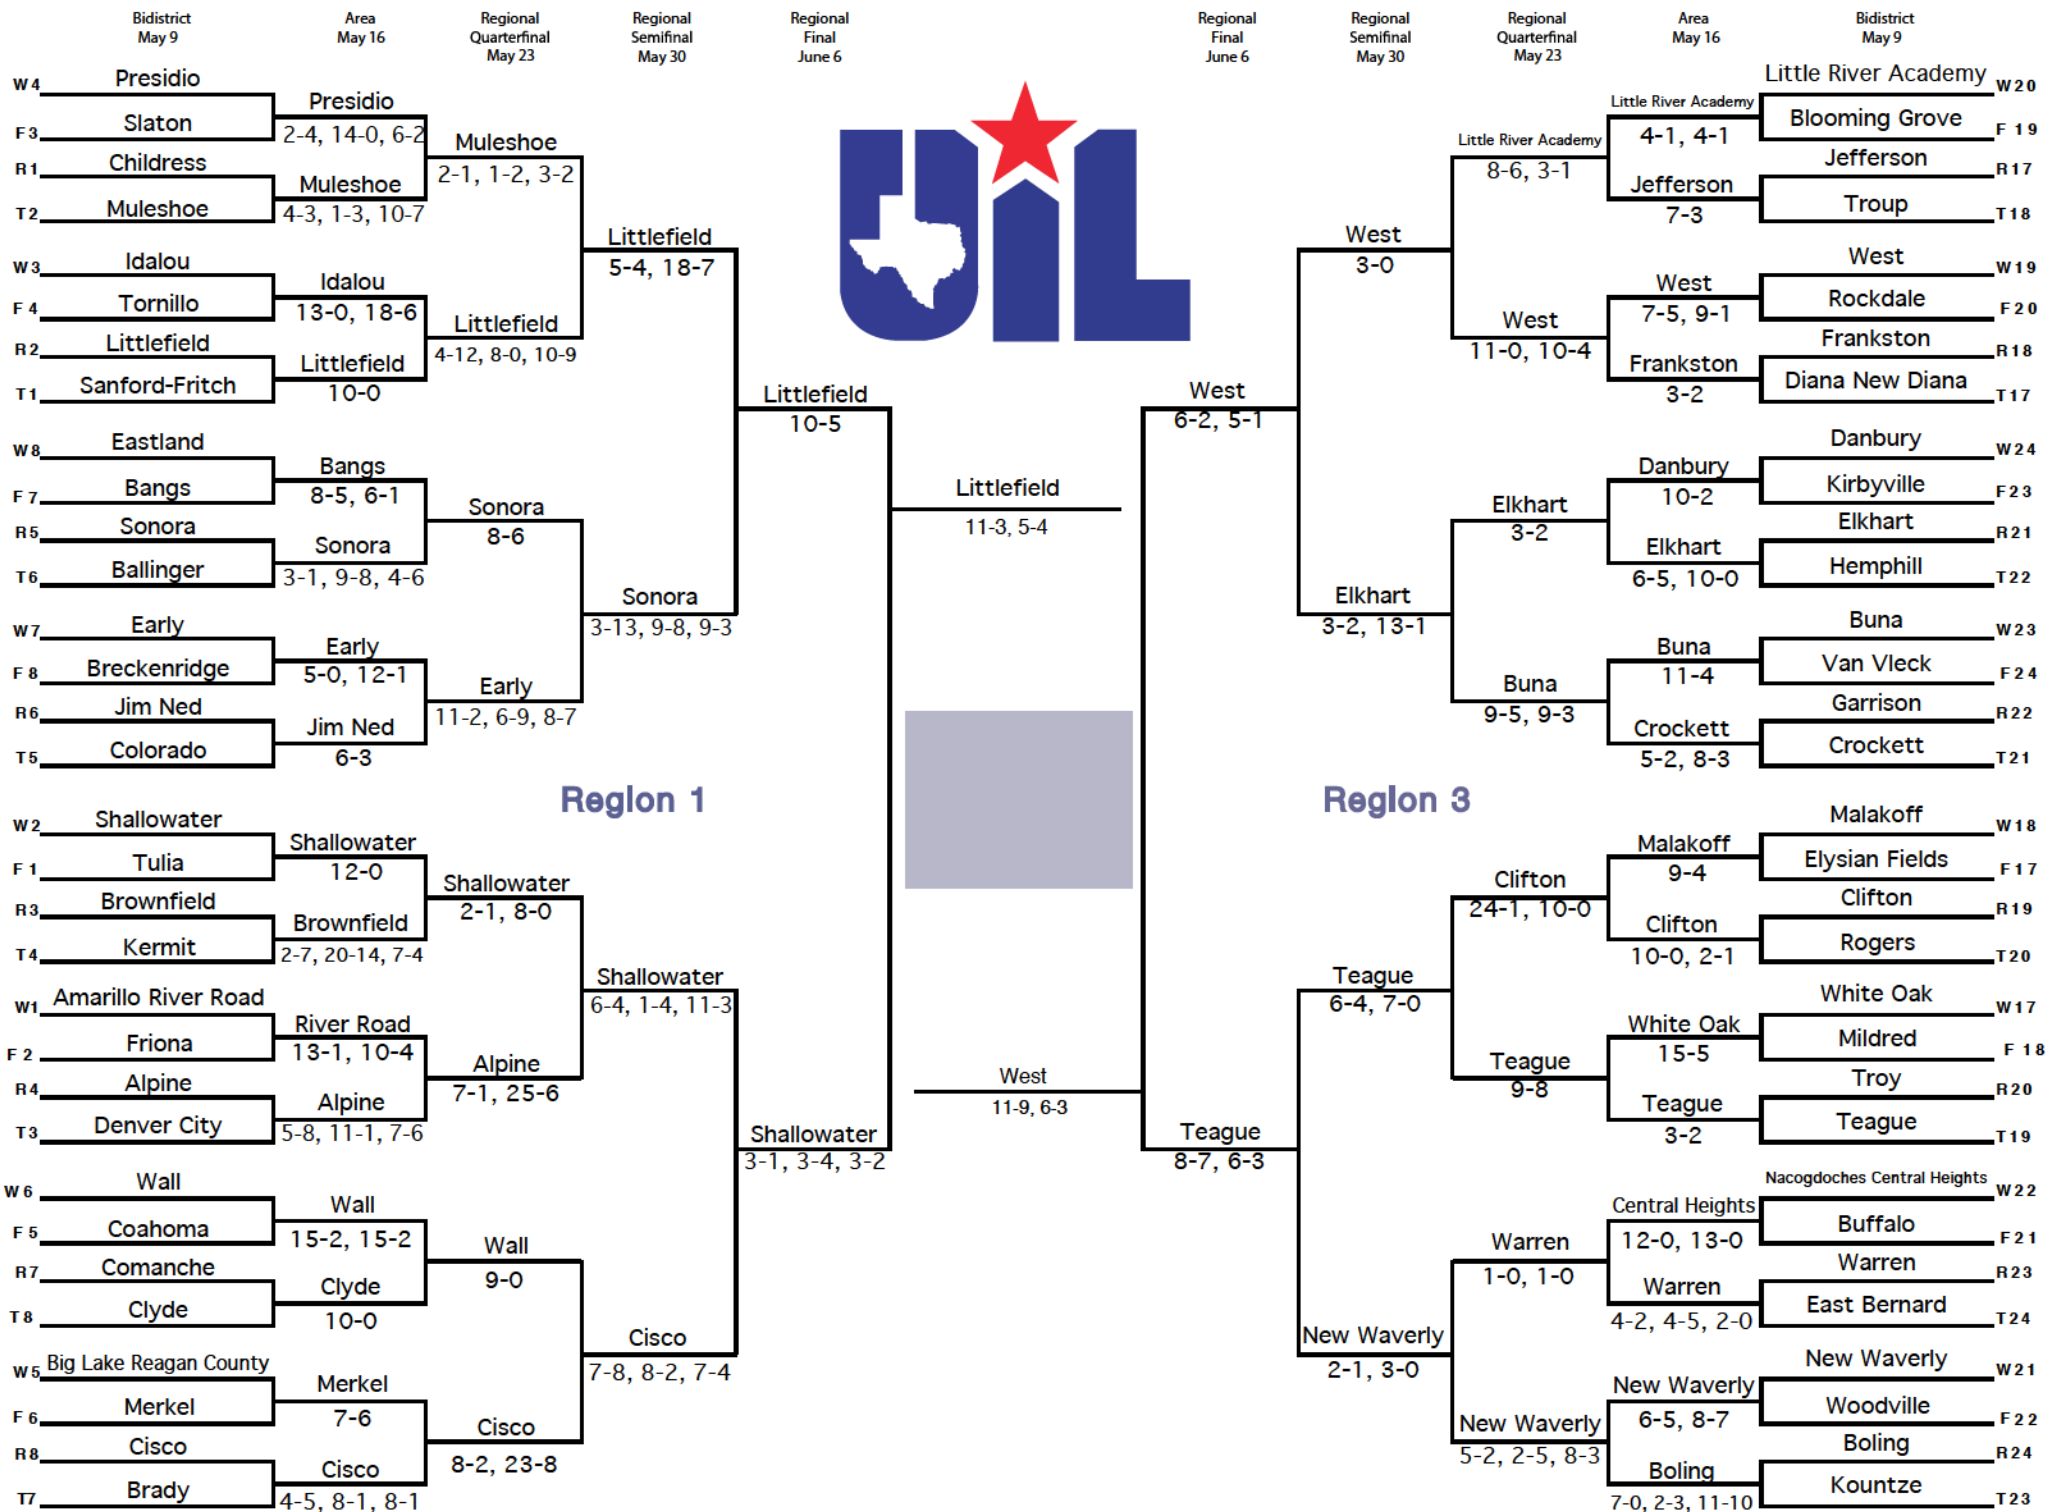 Bidistrict
May 9
Area
May 16
Regional
Quarterfinal
May 23
Regional
Semifinal
May 30
Regional
Final
June 6
Regional
Final
June 6
Regional
Semifinal
May 30
Regional
Quarterfinal
May 23
Area
May 16
Bidistrict
May 9
W4 Presidio
F3 Slaton
R1 Childress
T2 Muleshoe
W3 Idalou
F4 Tornillo
R2 Littlefield
T1 Sanford-Fritch
W8 Eastland
F7 Bangs
R5 Sonora
T6 Ballinger
W7 Early
F8 Breckenridge
R6 Jim Ned
T5 Colorado
W2 Shallowater
F1 Tulia
R3 Brownfield
T4 Kermit
W1 Amarillo River Road
F2 Friona
R4 Alpine
T3 Denver City
W6 Wall
F5 Coahoma
R7 Comanche
T8 Clyde
W5 Big Lake Reagan County
F6 Merkel
R8 Cisco
T7 Brady
Presidio
2-4, 14-0, 6-2
Muleshoe
4-3, 1-3, 10-7
Idalou
13-0, 18-6
Littlefield
10-0
Bangs
8-5, 6-1
Sonora
3-1, 9-8, 4-6
Early
5-0, 12-1
Jim Ned
6-3
Shallowater
12-0
Brownfield
2-7, 20-14, 7-4
River Road
13-1, 10-4
Alpine
5-8, 11-1, 7-6
Wall
15-2, 15-2
Clyde
10-0
Merkel
7-6
Cisco
4-5, 8-1, 8-1
Muleshoe
2-1, 1-2, 3-2
Littlefield
4-12, 8-0, 10-9
Sonora
8-6
Early
11-2, 6-9, 8-7
Shallowater
2-1, 8-0
Alpine
7-1, 25-6
Wall
9-0
Cisco
8-2, 23-8
Littlefield
5-4, 18-7
Sonora
3-13, 9-8, 9-3
Region 1
Shallowater
6-4, 1-4, 11-3
Cisco
7-8, 8-2, 7-4
Littlefield
10-5
Shallowater
3-1, 3-4, 3-2
UIL
Littlefield
11-3, 5-4
West
11-9, 6-3
West
6-2, 5-1
Teague
8-7, 6-3
West
3-0
Elkhart
3-2, 13-1
Region 3
Teague
6-4, 7-0
New Waverly
2-1, 3-0
Little River Academy
8-6, 3-1
West
11-0, 10-4
Elkhart
3-2
Buna
9-5, 9-3
Clifton
24-1, 10-0
Teague
9-8
Warren
1-0, 1-0
New Waverly
5-2, 2-5, 8-3
Little River Academy
4-1, 4-1
Jefferson
7-3
West
7-5, 9-1
Frankston
3-2
Danbury
10-2
Elkhart
6-5, 10-0
Buna
11-4
Crockett
5-2, 8-3
Malakoff
9-4
Clifton
10-0, 2-1
White Oak
15-5
Teague
3-2
Central Heights
12-0, 13-0
Warren
4-2, 4-5, 2-0
New Waverly
6-5, 8-7
Boling
7-0, 2-3, 11-10
Little River Academy W20
Blooming Grove F 19
Jefferson R17
Troup T18
West W19
Rockdale F20
Frankston R18
Diana New Diana T17
Danbury W24
Kirbyville F23
Elkhart R21
Hemphill T22
Buna W23
Van Vleck F24
Garrison R22
Crockett T21
Malakoff W18
Elysian Fields F17
Clifton R19
Rogers T20
White Oak W17
Mildred F 18
Troy R20
Teague T19
Nacogdoches Central Heights W22
Buffalo F21
Warren R23
East Bernard T24
New Waverly W21
Woodville F22
Boling R24
Kountze T23